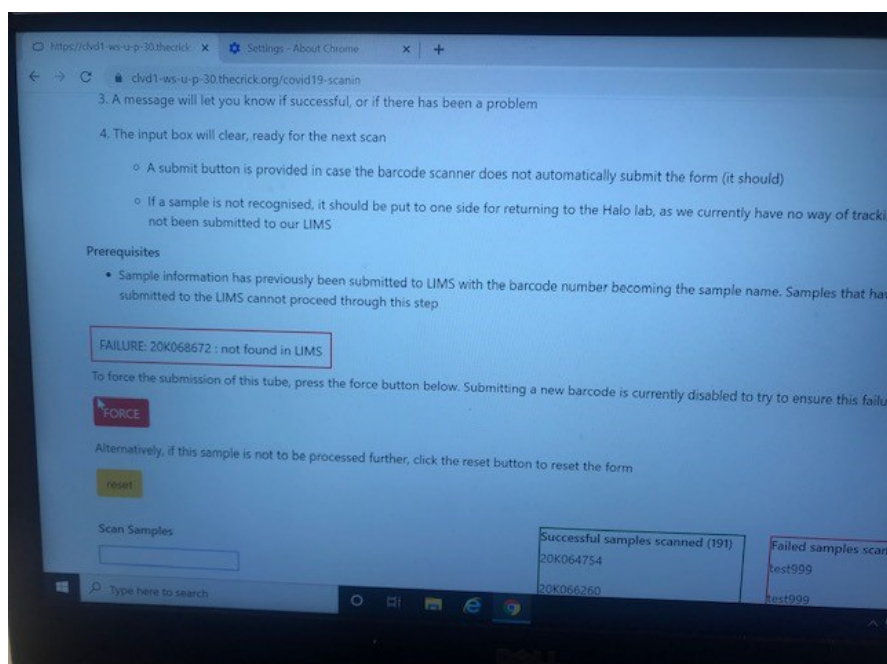 https://clvd1-ws-u-p-30.thecrick
Settings - About Chrome
clvd1-ws-u-p-30.thecrick.org/covid19-scanin
3. A message will let you know if successful, or if there has been a problem
4. The input box will clear, ready for the next scan
A submit button is provided in case the barcode scanner does not automatically submit the form (it should)
If a sample is not recognised, it should be put to one side for returning to the Halo lab, as we currently have no way of tracki
not been submitted to our LIMS
Prerequisites
Sample information has previously been submitted to LIMS with the barcode number becoming the sample name. Samples that hav
submitted to the LIMS cannot proceed through this step
FAILURE: 20K068672 : not found in LIMS
To force the submission of this tube, press the force button below. Submitting a new barcode is currently disabled to try to ensure this failu
FORCE
Alternatively, if this sample is not to be processed further, click the reset button to reset the form
reset
Scan Samples
Successful samples scanned (191)
20K064754
20K066260
Failed samples scan
test999
test999
Type here to search